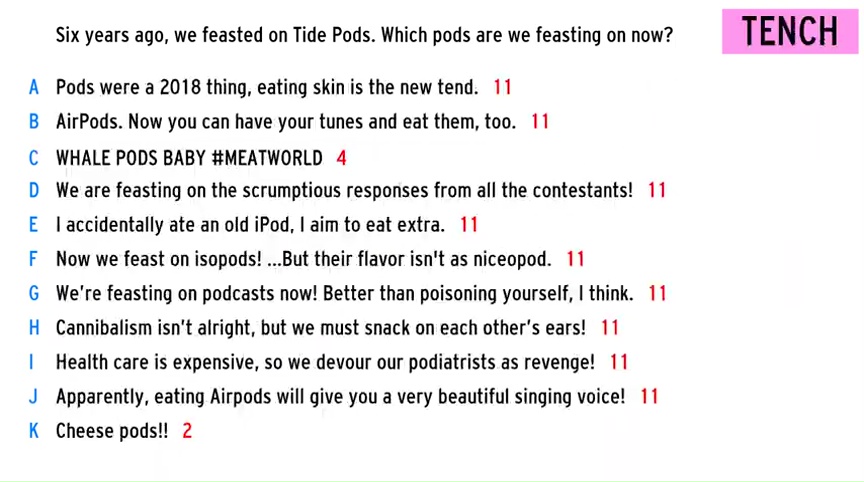 Six years ago, we feasted on Tide Pods. Which pods are we feasting on now?
TENCH
A Pods were a 2018 thing, eating skin is the new tend. 11
B AirPods. Now you can have your tunes and eat them, too. 11
C WHALE PODS BABY #MEATWORLD 4
D We are feasting on the scrumptious responses from all the contestants! 11
E I accidentally ate an old iPod, I aim to eat extra. 11
F Now we feast on isopods! ...But their flavor isn't as niceopod. 11
G We're feasting on podcasts now! Better than poisoning yourself, I think. 11
H Cannibalism isn't alright, but we must snack on each other's ears! 11
I Health care is expensive, so we devour our podiatrists as revenge! 11
J Apparently, eating Airpods will give you a very beautiful singing voice! 11
K Cheese pods!! 2